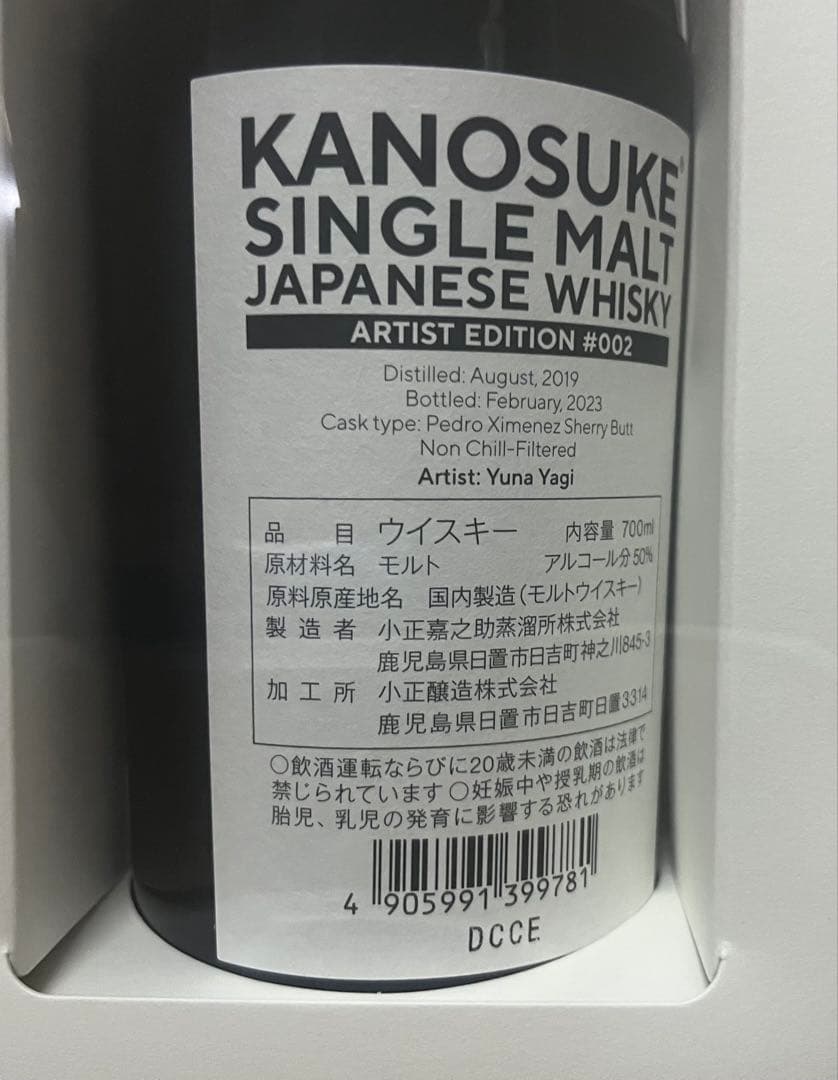 KANOSUKE®
SINGLE MALT
JAPANESE WHISKY
ARTIST EDITION #002
Distilled: August, 2019
Bottled: February, 2023
Cask type: Pedro Ximenez Sherry Butt
Non Chill-Filtered
Artist: Yuna Yagi
品目 ウイスキー 内容量 700ml
原材料名 モルト アルコール分 50%
原料原産地名 国内製造(モルトウイスキー)
製造者 小正嘉之助蒸溜所株式会社
鹿児島県日置市日吉町神之川845-3
加工所 小正醸造株式会社
鹿児島県日置市日吉町日置3314
○飲酒運転ならびに20歳未満の飲酒は法律で
禁じられています ○妊娠中や授乳期の飲酒は
胎児、乳児の発育に影響する恐れがあります
4 905991 399781
DCCE